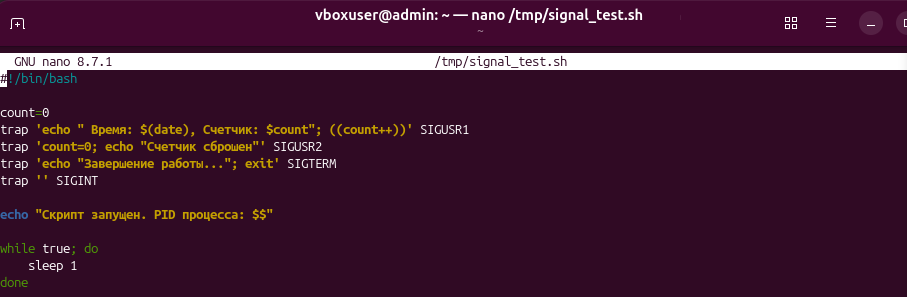 vboxuser@admin: ~ — nano /tmp/signal_test.sh
~
GNU nano 8.7.1 /tmp/signal_test.sh
#!/bin/bash
count=0
trap 'echo " Время: $(date), Счетчик: $count"; ((count++))' SIGUSR1
trap 'count=0; echo "Счетчик сброшен"' SIGUSR2
trap 'echo "Завершение работы..."; exit' SIGTERM
trap '' SIGINT
echo "Скрипт запущен. PID процесса: $$"
while true; do
    sleep 1
done